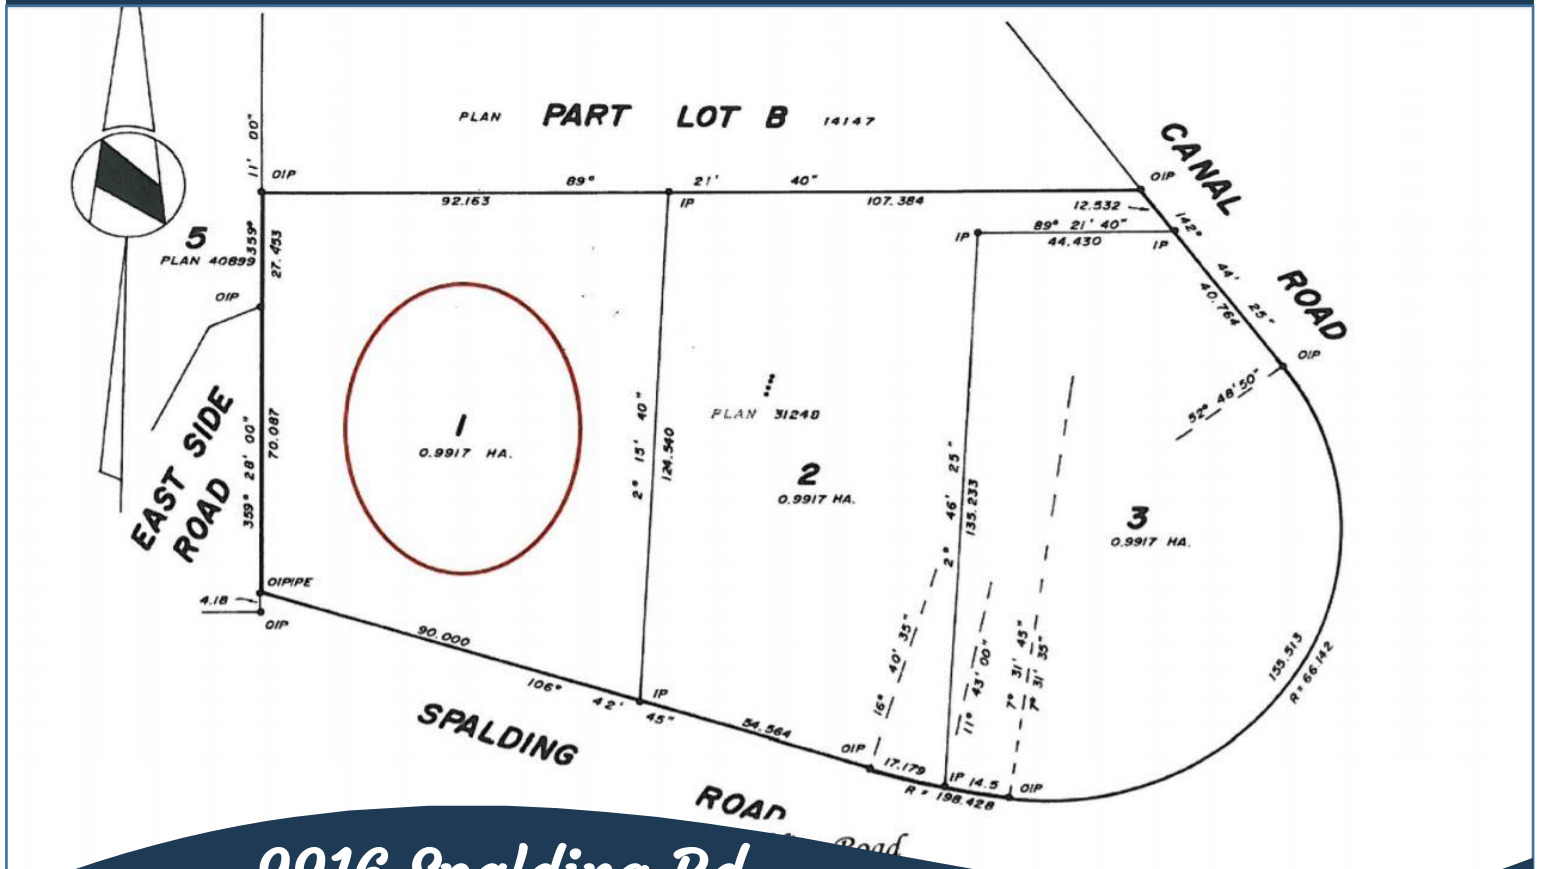 PLAN PART LOT B 14147
CANAL ROAD
11' 00"
OIP
89° 21' 40"
OIP
92.163
IP
107.384
12.532
142°
89° 21' 40"
IP
44.430
IP
5
PLAN 40899
359°
27.453
OIP
44'
25"
40.764
OIP
52° 48' 50"
1
0.9917 HA.
PLAN 31248
2
0.9917 HA.
3
0.9917 HA.
EAST SIDE
ROAD
359° 28' 00"
70.087
2° 15' 40"
124.540
2° 46' 25"
135.233
OIPIPE
4.18
OIP
90.000
106° 42' 45"
IP
54.564
OIP
16° 40' 35"
11° 43' 00"
7° 31' 45"
7° 31' 35"
17.179
IP
14.5
OIP
R = 198.428
155.513
R = 66.142
SPALDING
ROAD
Road
9916 Spalding Rd